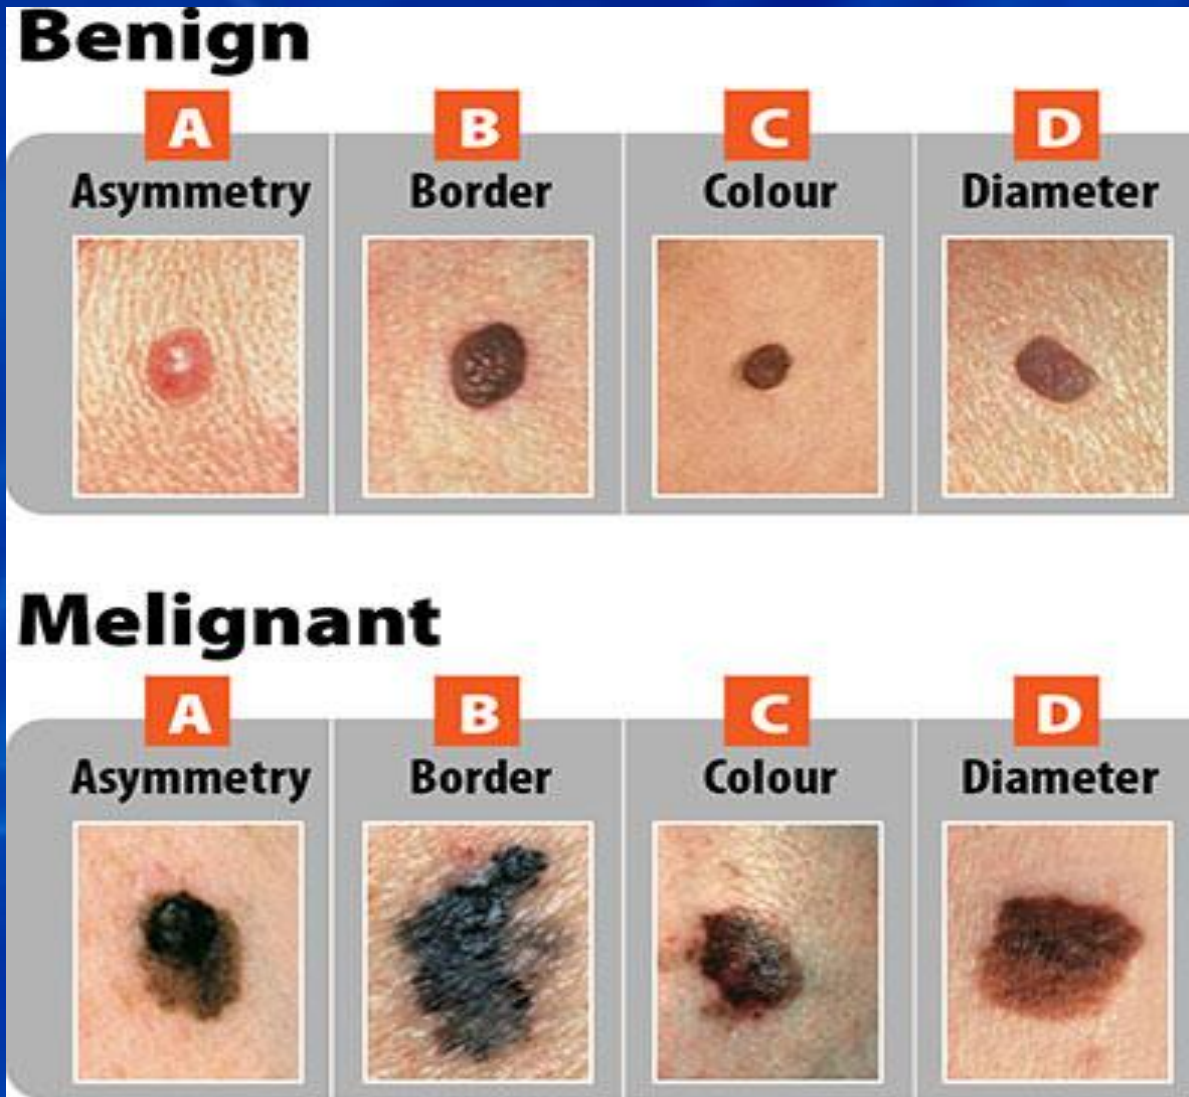 Benign
A B C D
Asymmetry Border Colour Diameter
Melignant
A B C D
Asymmetry Border Colour Diameter